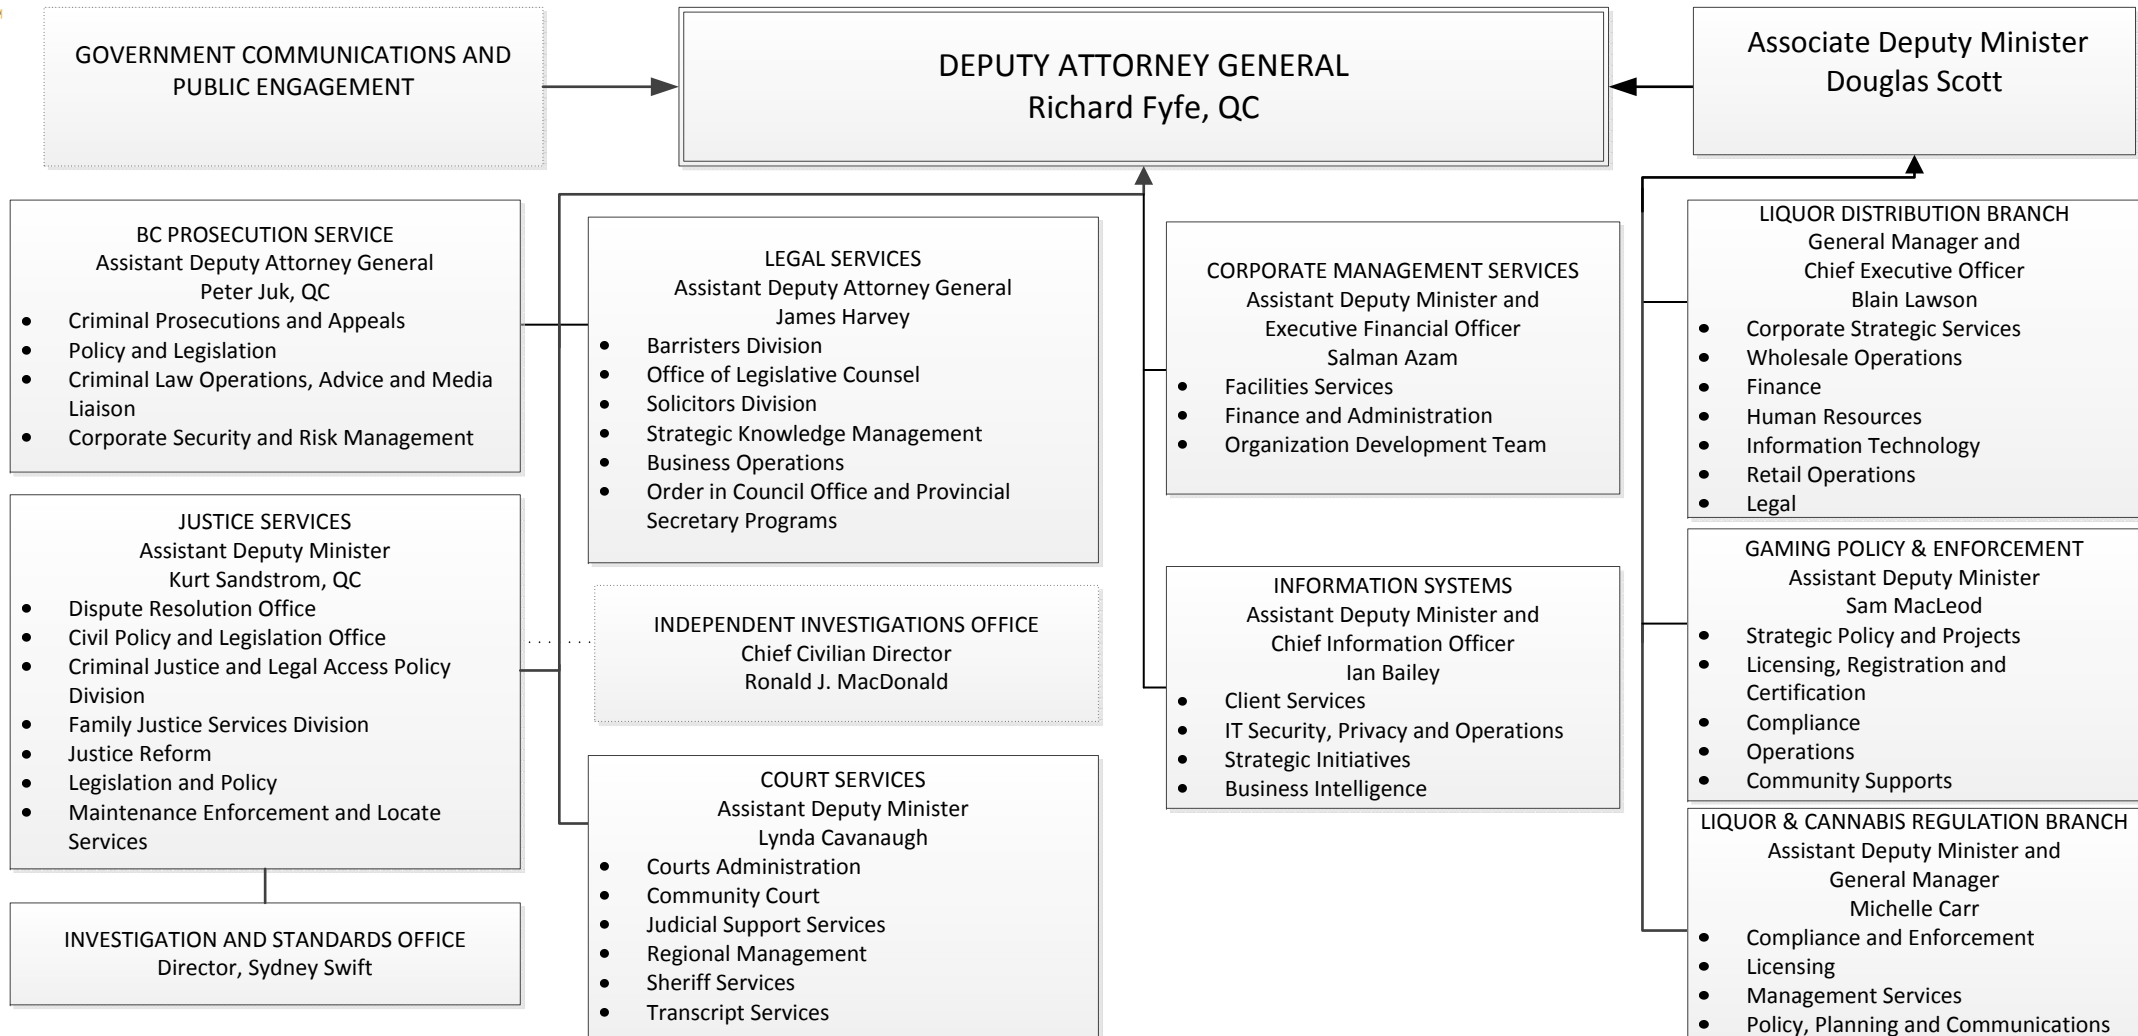 GOVERNMENT COMMUNICATIONS AND
PUBLIC ENGAGEMENT
DEPUTY ATTORNEY GENERAL
Richard Fyfe, QC
Associate Deputy Minister
Douglas Scott
BC PROSECUTION SERVICE
Assistant Deputy Attorney General
Peter Juk, QC
• Criminal Prosecutions and Appeals
• Policy and Legislation
• Criminal Law Operations, Advice and Media
Liaison
• Corporate Security and Risk Management
JUSTICE SERVICES
Assistant Deputy Minister
Kurt Sandstrom, QC
• Dispute Resolution Office
• Civil Policy and Legislation Office
• Criminal Justice and Legal Access Policy
Division
• Family Justice Services Division
• Justice Reform
• Legislation and Policy
• Maintenance Enforcement and Locate
Services
INVESTIGATION AND STANDARDS OFFICE
Director, Sydney Swift
LEGAL SERVICES
Assistant Deputy Attorney General
James Harvey
• Barristers Division
• Office of Legislative Counsel
• Solicitors Division
• Strategic Knowledge Management
• Business Operations
• Order in Council Office and Provincial
Secretary Programs
INDEPENDENT INVESTIGATIONS OFFICE
Chief Civilian Director
Ronald J. MacDonald
COURT SERVICES
Assistant Deputy Minister
Lynda Cavanaugh
• Courts Administration
• Community Court
• Judicial Support Services
• Regional Management
• Sheriff Services
• Transcript Services
CORPORATE MANAGEMENT SERVICES
Assistant Deputy Minister and
Executive Financial Officer
Salman Azam
• Facilities Services
• Finance and Administration
• Organization Development Team
INFORMATION SYSTEMS
Assistant Deputy Minister and
Chief Information Officer
Ian Bailey
• Client Services
• IT Security, Privacy and Operations
• Strategic Initiatives
• Business Intelligence
LIQUOR DISTRIBUTION BRANCH
General Manager and
Chief Executive Officer
Blain Lawson
• Corporate Strategic Services
• Wholesale Operations
• Finance
• Human Resources
• Information Technology
• Retail Operations
• Legal
GAMING POLICY & ENFORCEMENT
Assistant Deputy Minister
Sam MacLeod
• Strategic Policy and Projects
• Licensing, Registration and
Certification
• Compliance
• Operations
• Community Supports
LIQUOR & CANNABIS REGULATION BRANCH
Assistant Deputy Minister and
General Manager
Michelle Carr
• Compliance and Enforcement
• Licensing
• Management Services
• Policy, Planning and Communications